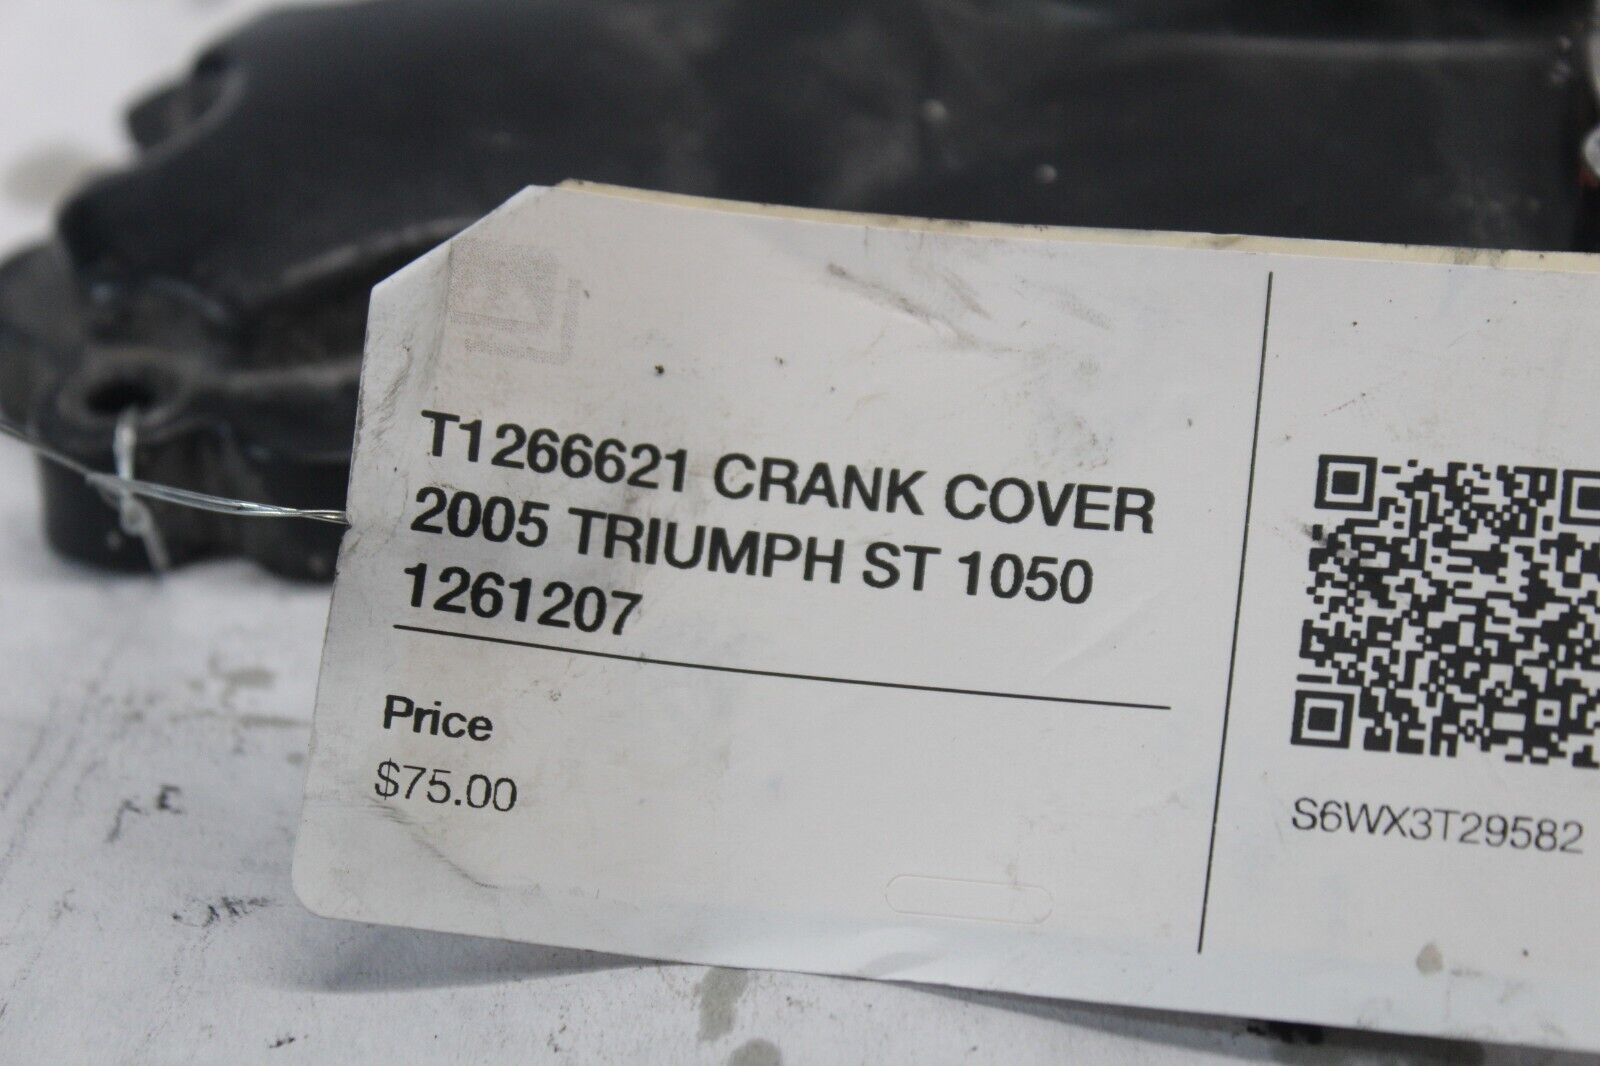 T1266621 CRANK COVER
2005 TRIUMPH ST 1050
1261207
Price
$75.00
S6WX3T29582